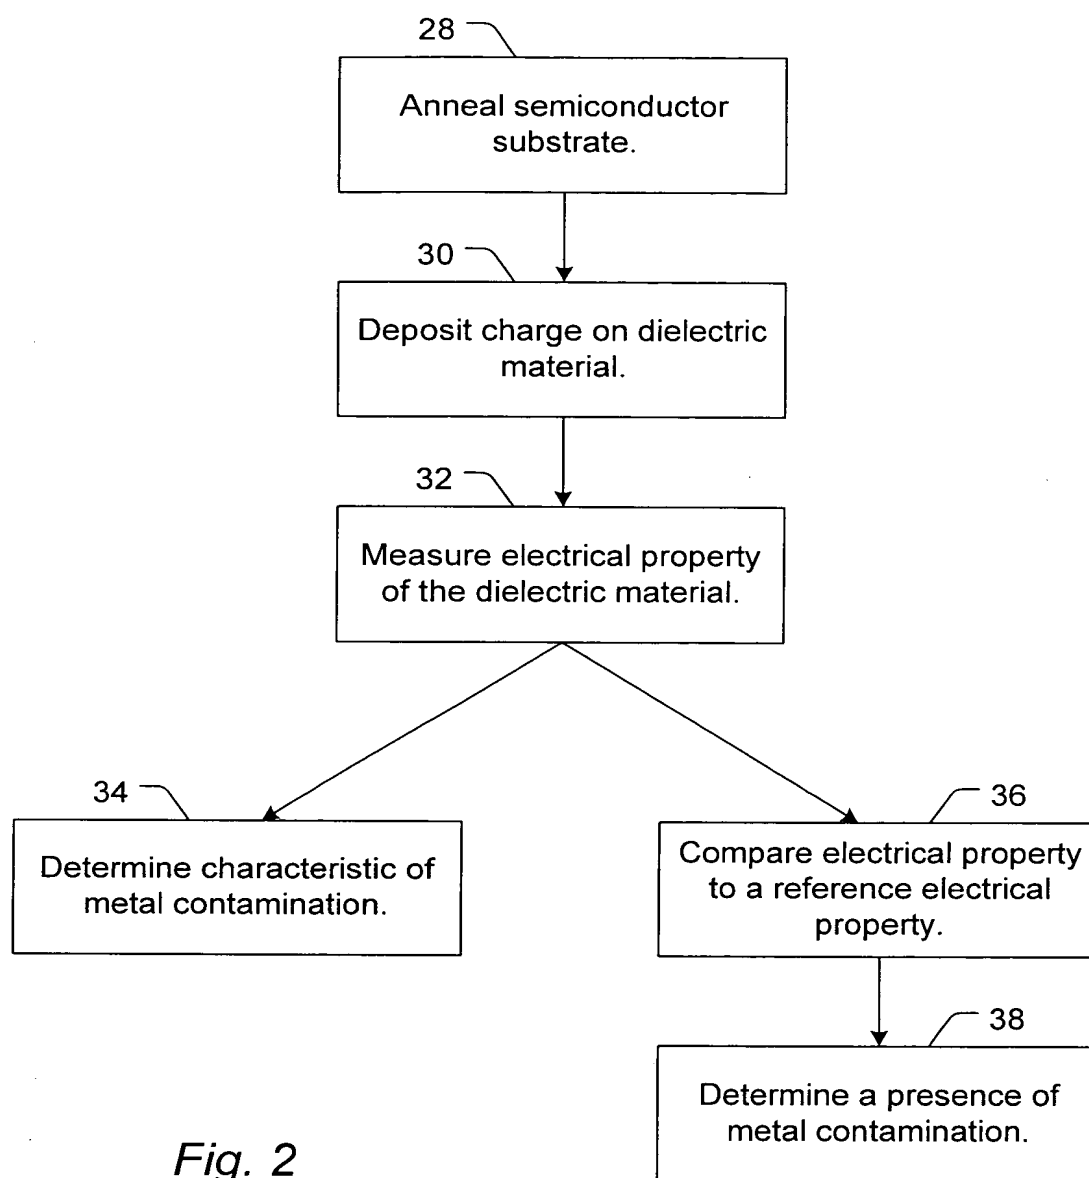 28
Anneal semiconductor
substrate.
30
Deposit charge on dielectric
material.
32
Measure electrical property
of the dielectric material.
34
Determine characteristic of
metal contamination.
36
Compare electrical property
to a reference electrical
property.
38
Determine a presence of
metal contamination.
Fig. 2